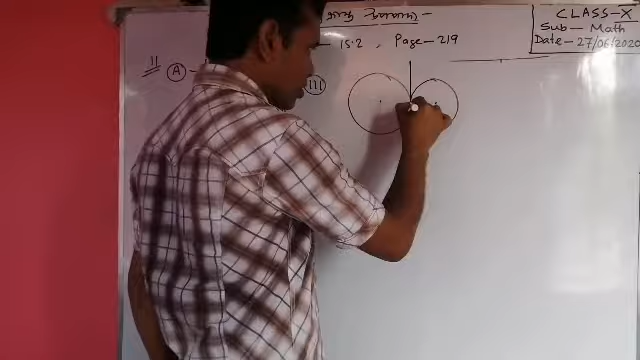 CLASS-X
Sub- Math
Date- 27/06/2020
15.2, Page-219
11
A
III